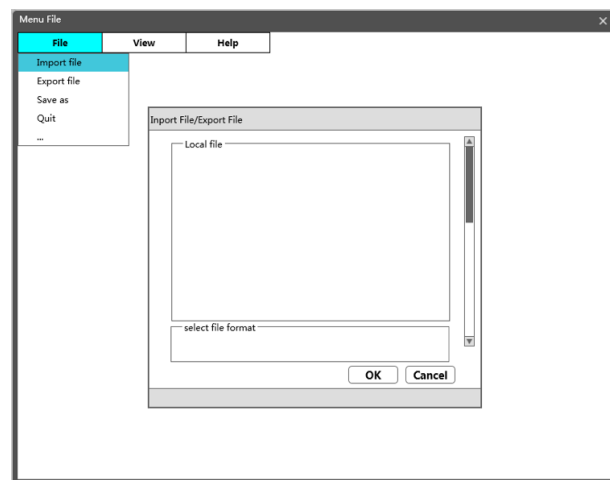 Menu File
File View Help
Import file
Export file
Save as
Quit
...
Inport File/Export File
Local file
select file format
OK Cancel